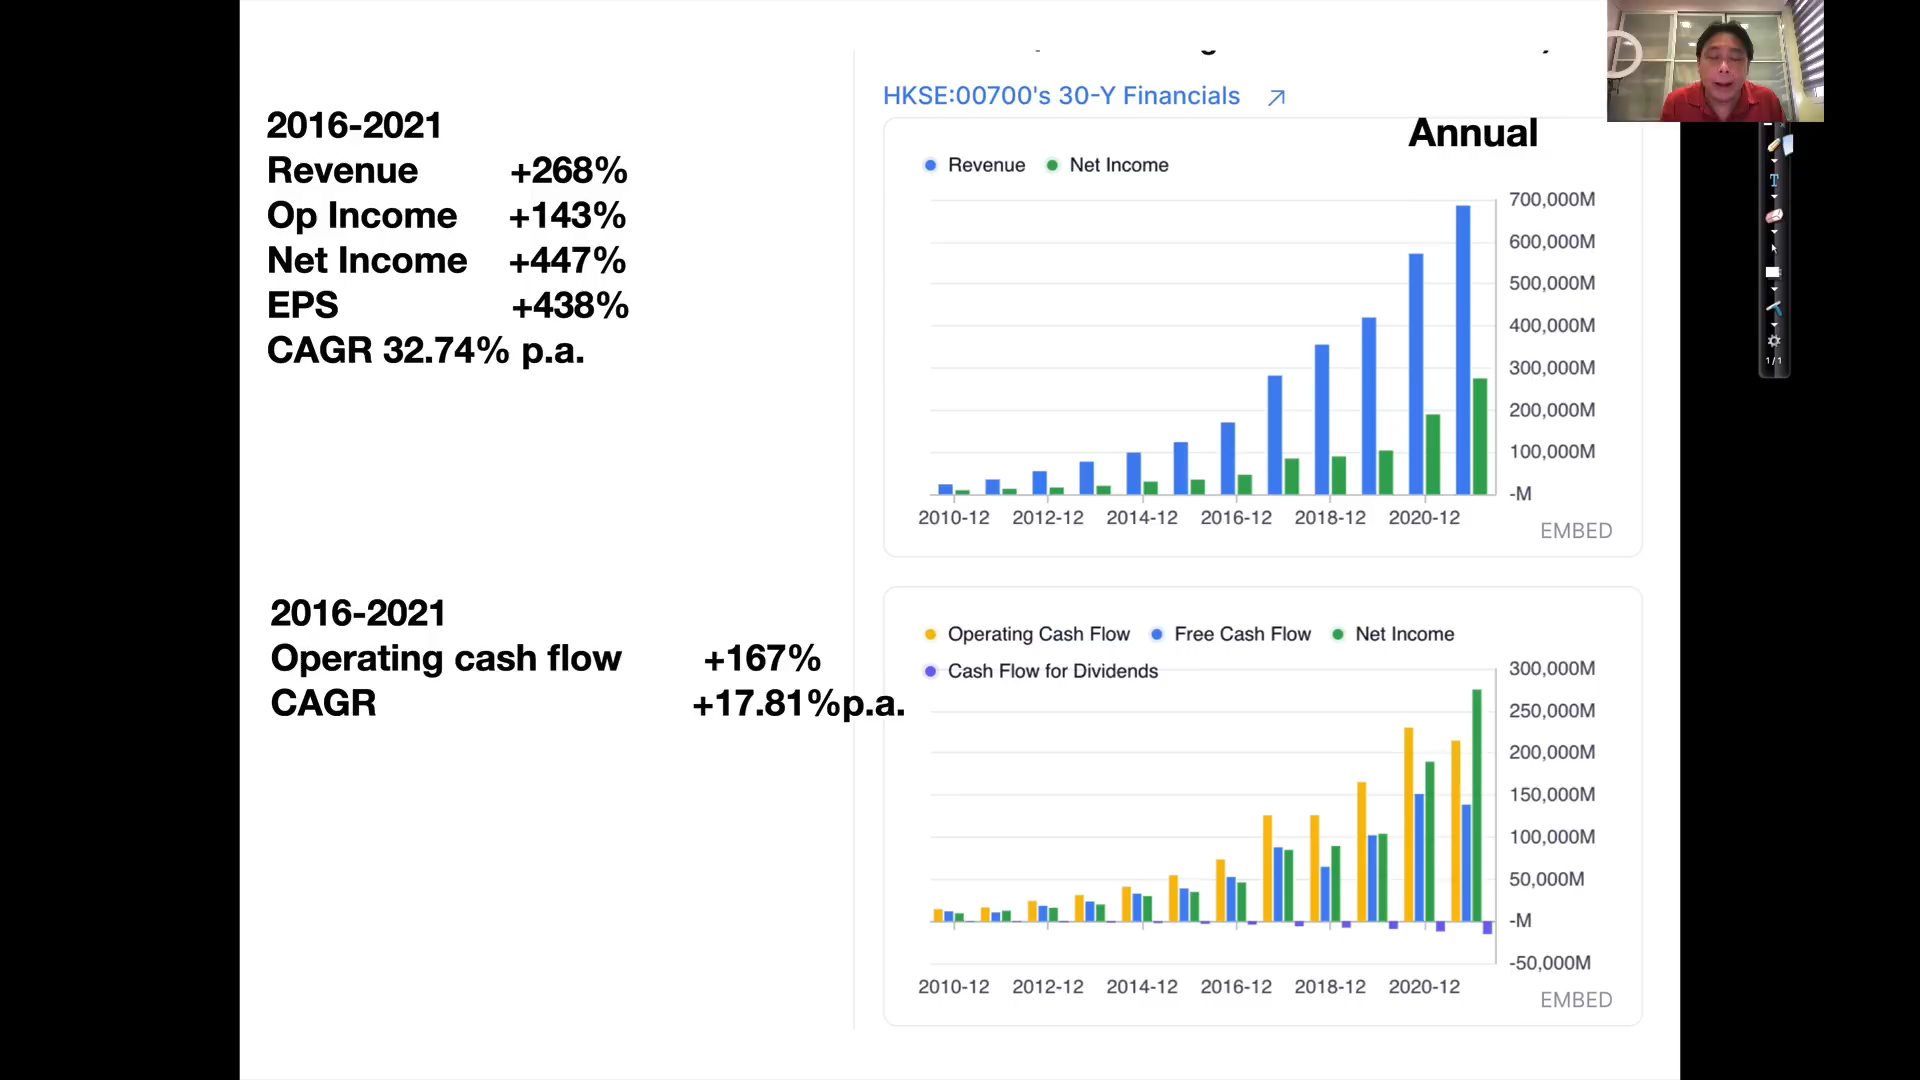 2016-2021
Revenue +268%
Op Income +143%
Net Income +447%
EPS +438%
CAGR 32.74% p.a.
2016-2021
Operating cash flow +167%
CAGR +17.81%p.a.
HKSE:00700's 30-Y Financials
Annual
Revenue Net Income
700,000M
600,000M
500,000M
400,000M
300,000M
200,000M
100,000M
-M
2010-12 2012-12 2014-12 2016-12 2018-12 2020-12
EMBED
Operating Cash Flow Free Cash Flow Net Income
Cash Flow for Dividends
300,000M
250,000M
200,000M
150,000M
100,000M
50,000M
-M
-50,000M
2010-12 2012-12 2014-12 2016-12 2018-12 2020-12
EMBED
T
1/1